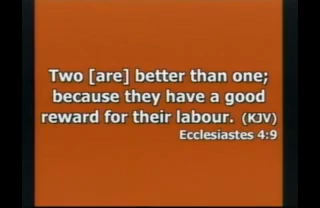 Two [are] better than one;
because they have a good
reward for their labour. (KJV)
Ecclesiastes 4:9